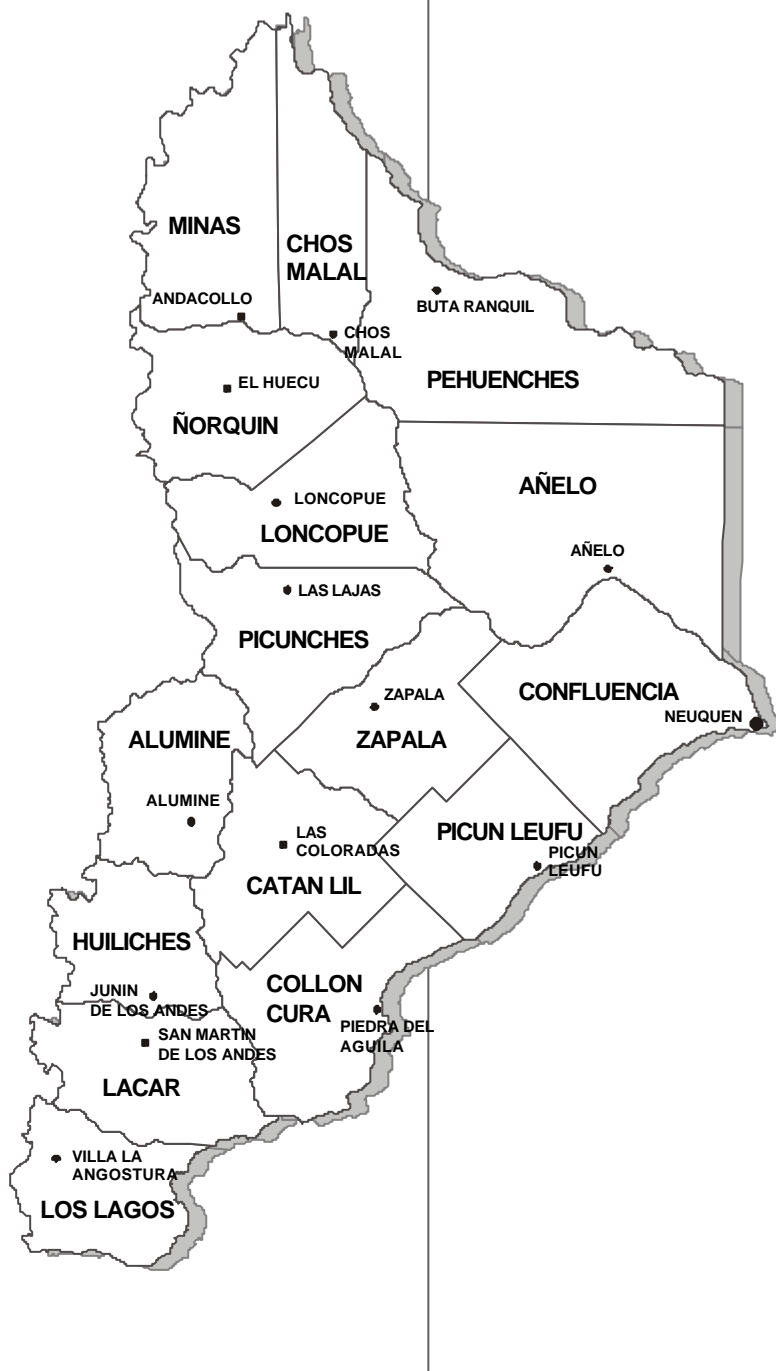 MINAS
CHOS
MALAL
ANDACOLLO
BUTA RANQUIL
CHOS
MALAL
PEHUENCHES
EL HUECU
ÑORQUIN
AÑELO
LONCOPUE
LONCOPUE
AÑELO
LAS LAJAS
PICUNCHES
CONFLUENCIA
ZAPALA
NEUQUEN
ALUMINE
ZAPALA
ALUMINE
LAS
COLORADAS
PICUN LEUFU
PICUN
LEUFU
CATAN LIL
HUILICHES
COLLON
CURA
JUNIN
DE LOS ANDES
PIEDRA DEL
AGUILA
SAN MARTIN
DE LOS ANDES
LACAR
VILLA LA
ANGOSTURA
LOS LAGOS